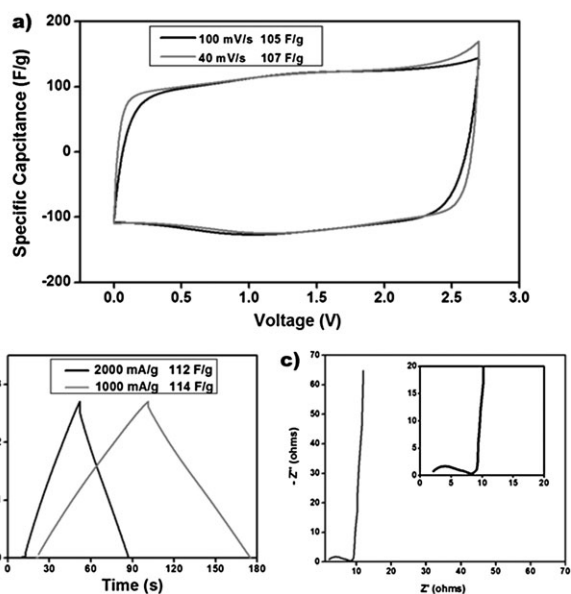 a)
100 mV/s 105 F/g
40 mV/s 107 F/g
Specific Capcitance (F/g)
200
100
0
-100
-200
0.0 0.5 1.0 1.5 2.0 2.5 3.0
Voltage (V)
2000 mA/g 112 F/g
1000 mA/g 114 F/g
0 30 60 90 120 150 180
Time (s)
c)
- Z'' (ohms)
70
60
50
40
30
20
10
0
10 20 30 40 50 60 70
Z' (ohms)
20
15
10
5
0
0 5 10 15 20